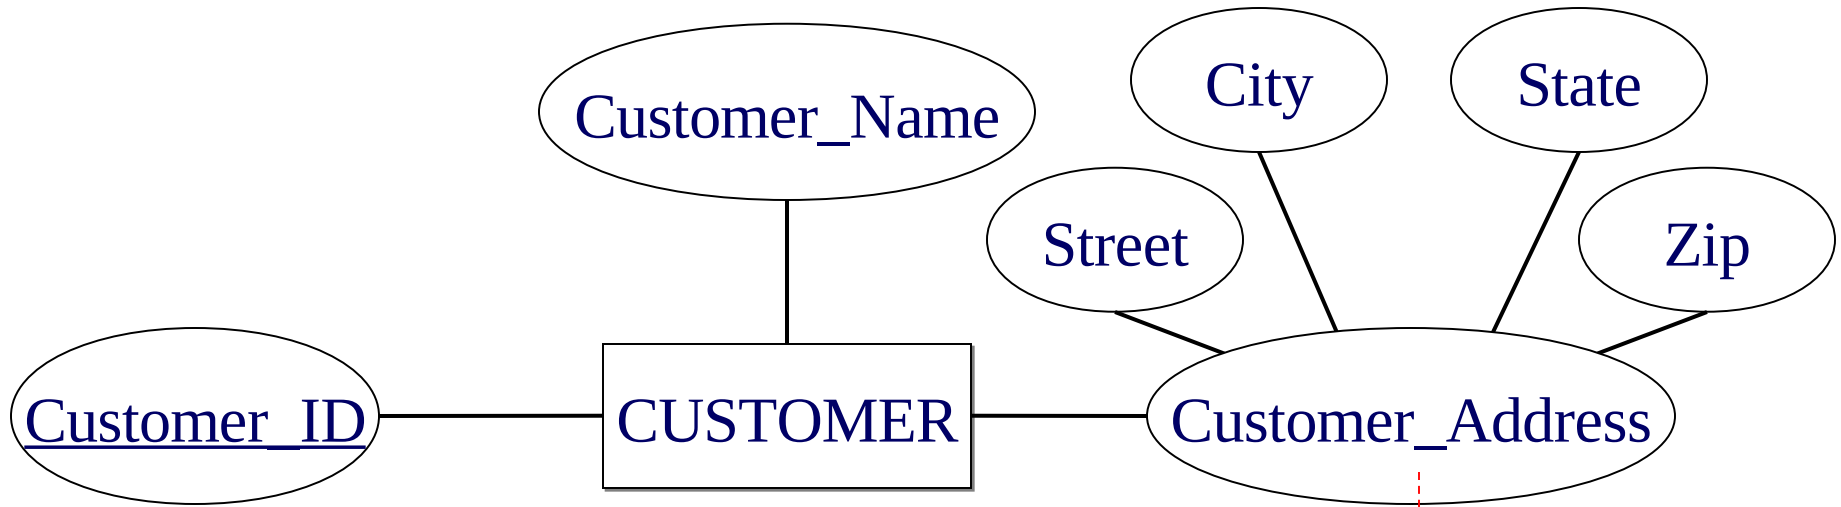 City
State
Customer_Name
Street
Zip
Customer_ID
CUSTOMER
Customer_Address